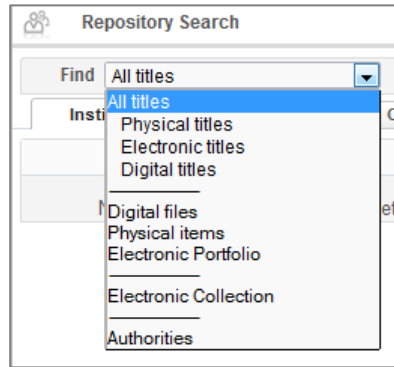 Repository Search
Find All titles
All titles
Insti
Physical titles
Electronic titles
Digital titles
Digital files
Physical items
Electronic Portfolio
Electronic Collection
Authorities